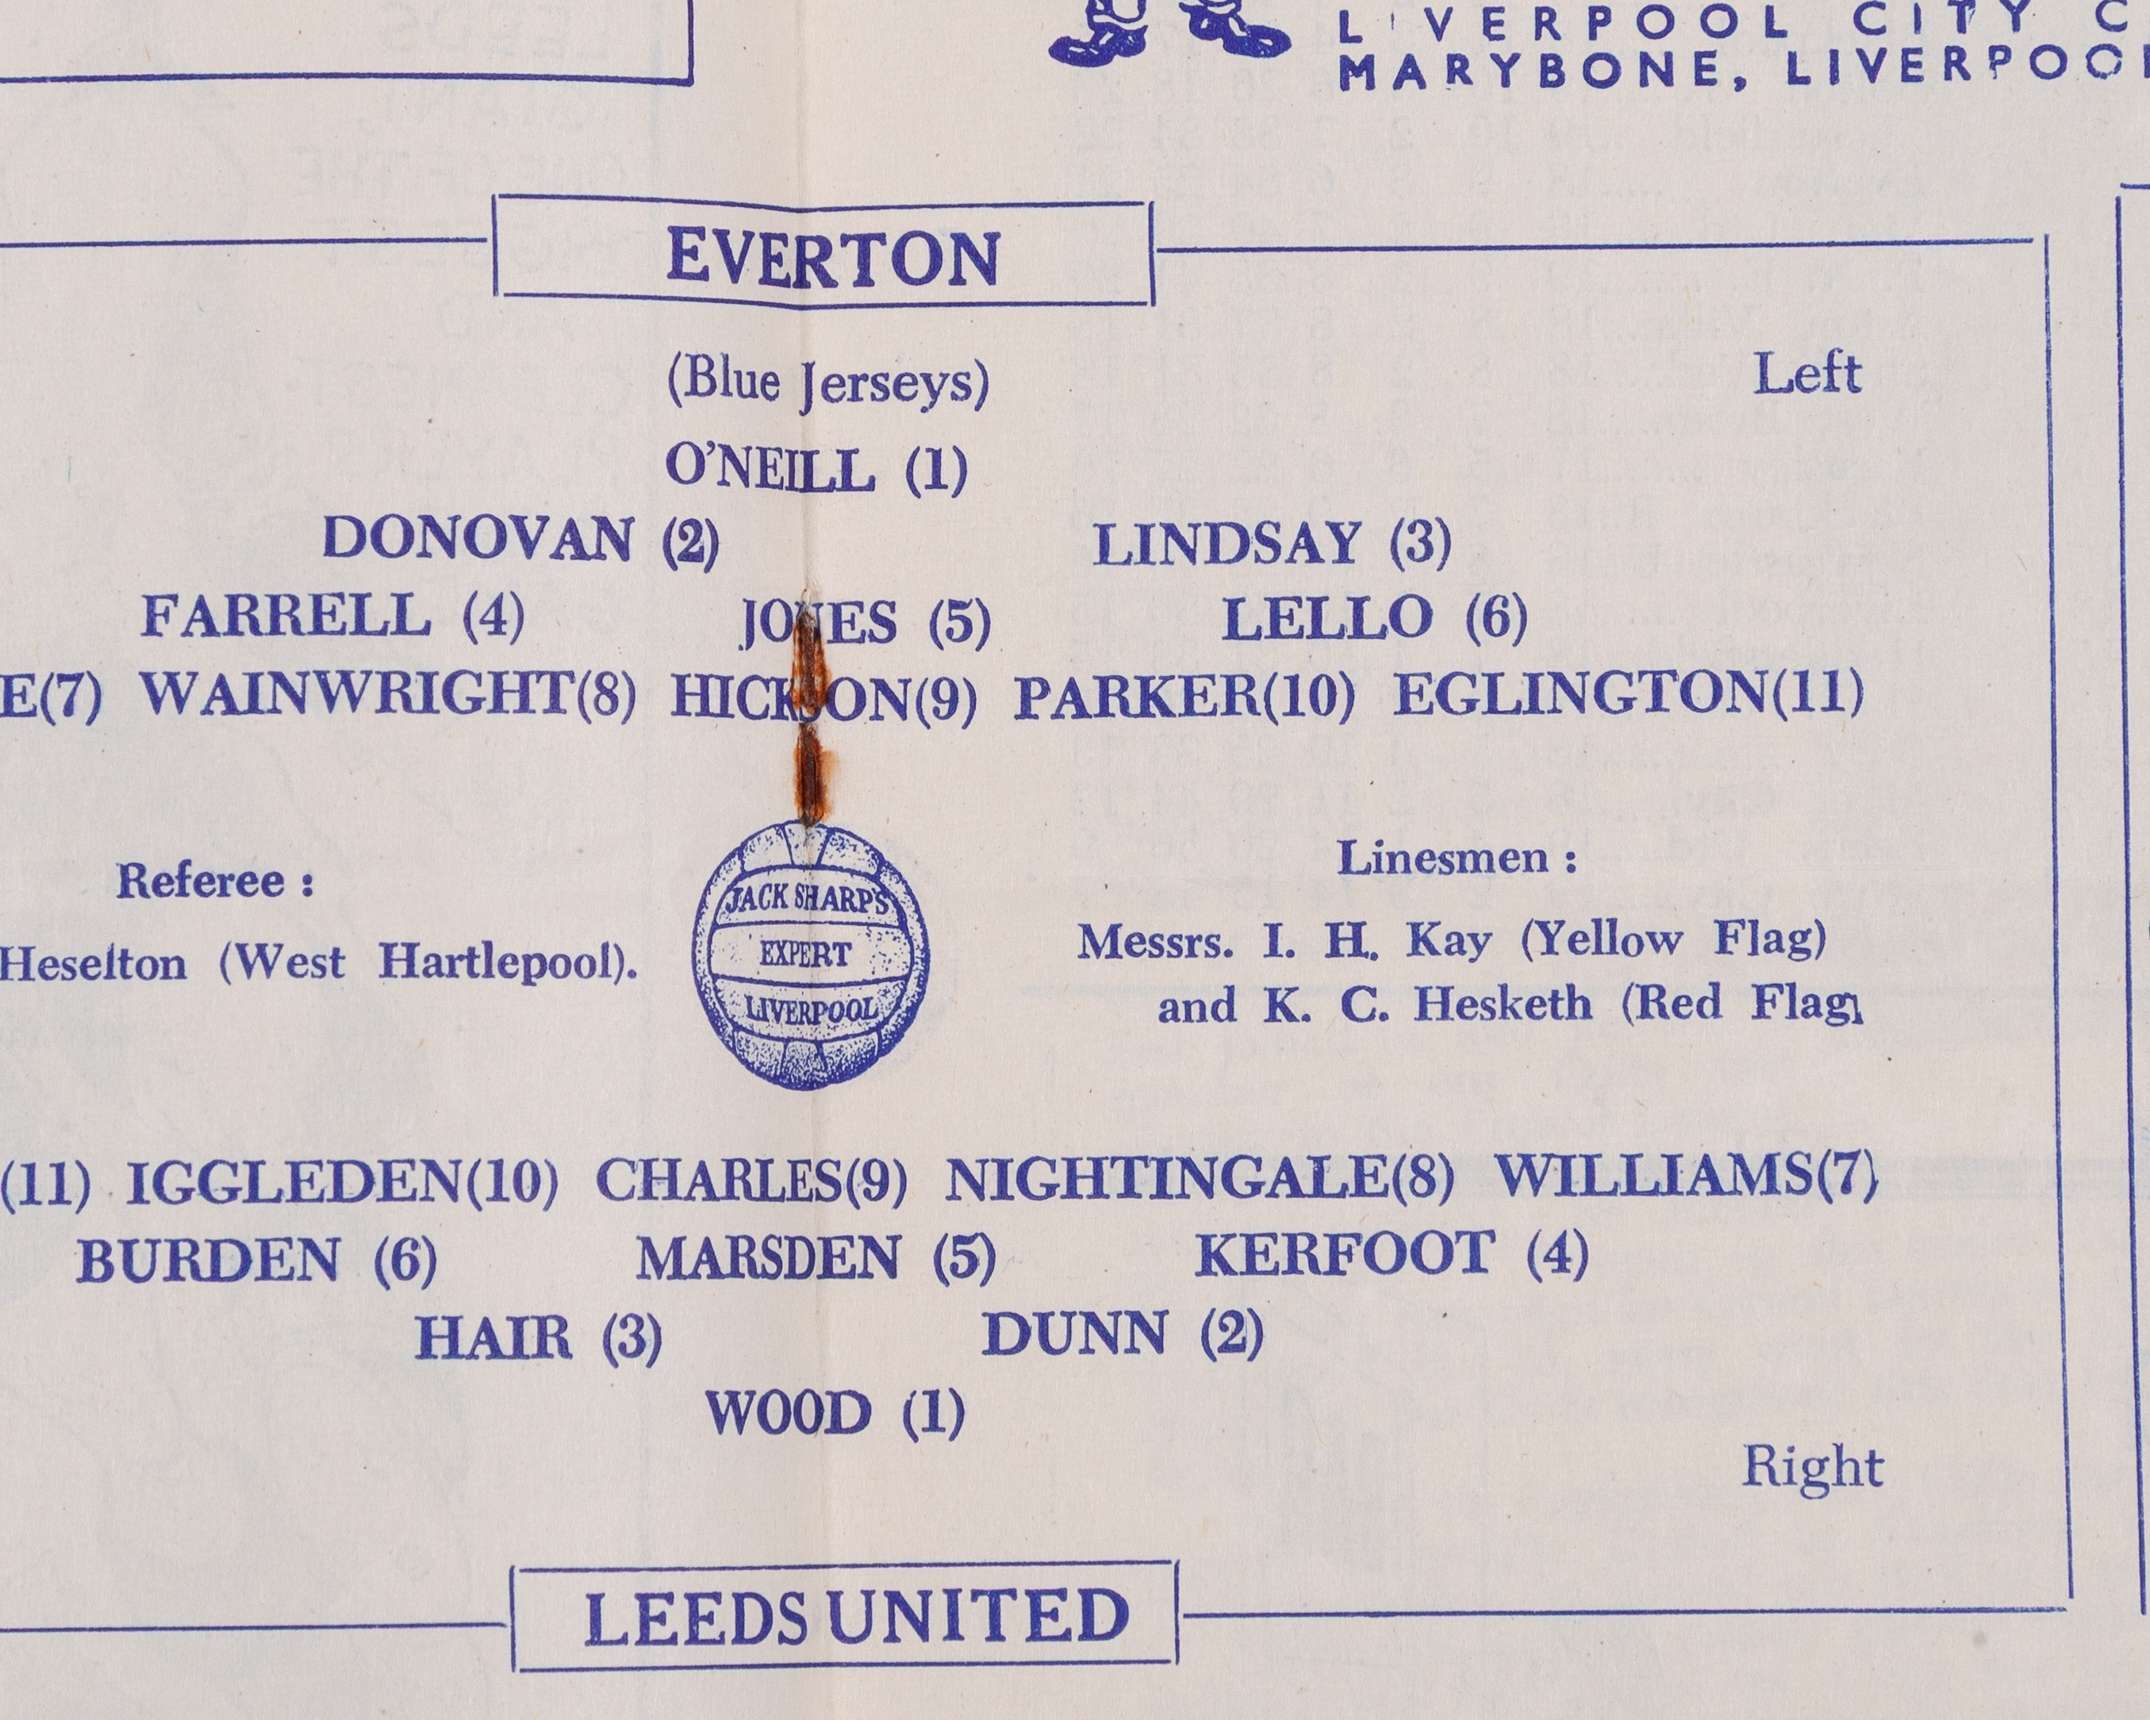 LIVERPOOL CITY C
MARYBONE, LIVERPOOL
EVERTON
(Blue Jerseys)
Left
O'NEILL (1)
DONOVAN (2) LINDSAY (3)
FARRELL (4) JONES (5) LELLO (6)
E(7) WAINWRIGHT(8) HICKSON(9) PARKER(10) EGLINGTON(11)
Referee :
Heselton (West Hartlepool).
JACK SHARP'S
EXPERT
LIVERPOOL
Linesmen :
Messrs. I. H. Kay (Yellow Flag)
and K. C. Hesketh (Red Flag)
(11) IGGLEDEN(10) CHARLES(9) NIGHTINGALE(8) WILLIAMS(7)
BURDEN (6) MARSDEN (5) KERFOOT (4)
HAIR (3) DUNN (2)
WOOD (1)
Right
LEEDS UNITED